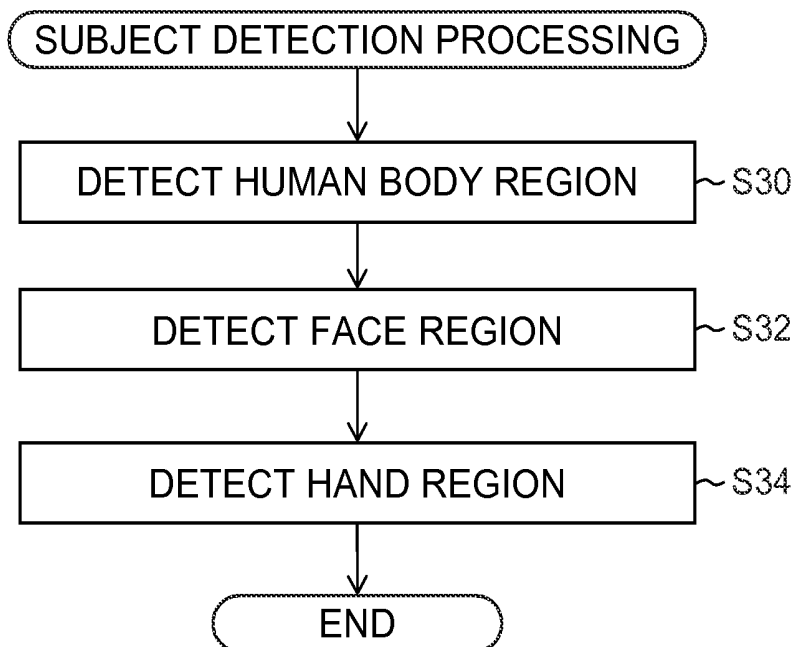 SUBJECT DETECTION PROCESSING
DETECT HUMAN BODY REGION
S30
DETECT FACE REGION
S32
DETECT HAND REGION
S34
END